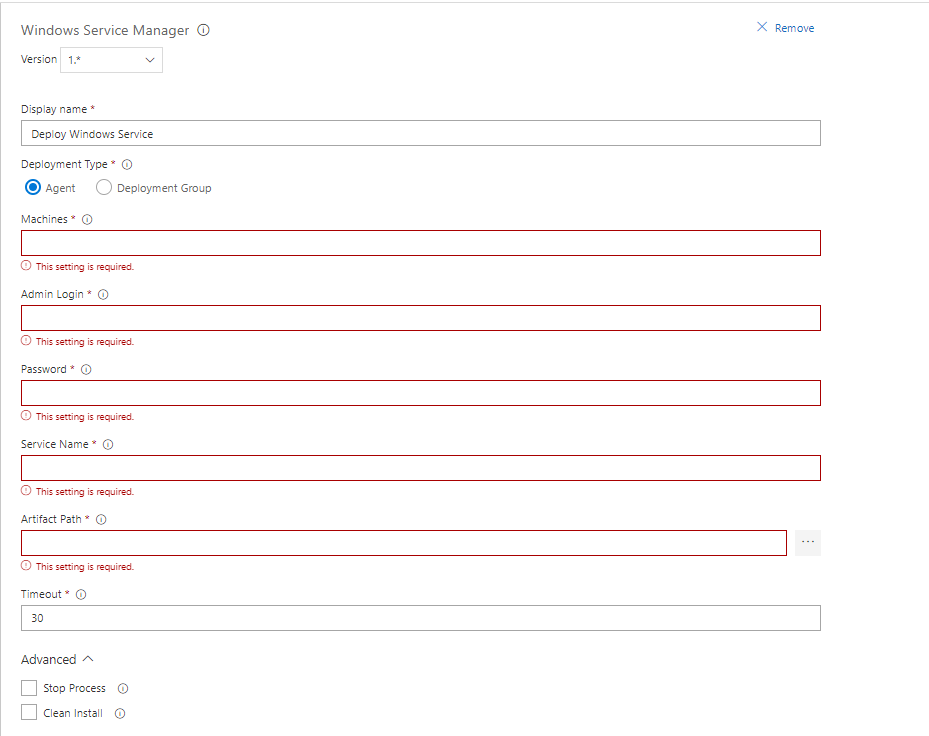 Windows Service Manager
Remove
Version 1.*
Display name *
Deploy Windows Service
Deployment Type *
Agent Deployment Group
Machines *
This setting is required.
Admin Login *
This setting is required.
Password *
This setting is required.
Service Name *
This setting is required.
Artifact Path *
...
This setting is required.
Timeout *
30
Advanced
Stop Process
Clean Install